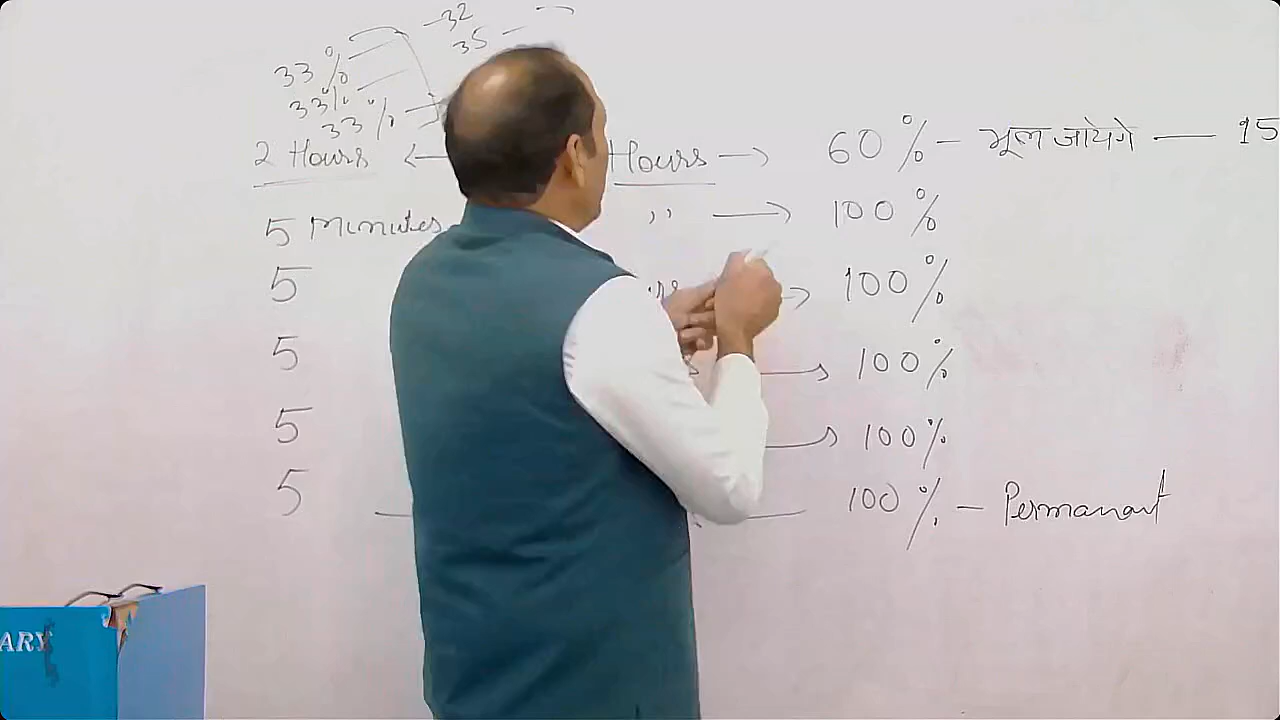 32
35
33%
33%
33%
2 Hours ← Hours → 60% – भूल जायेगे — 15
5 Minutes ,, → 100%
5 → 100%
5 → 100%
5 → 100%
5 — 100% – Permanant
ARY